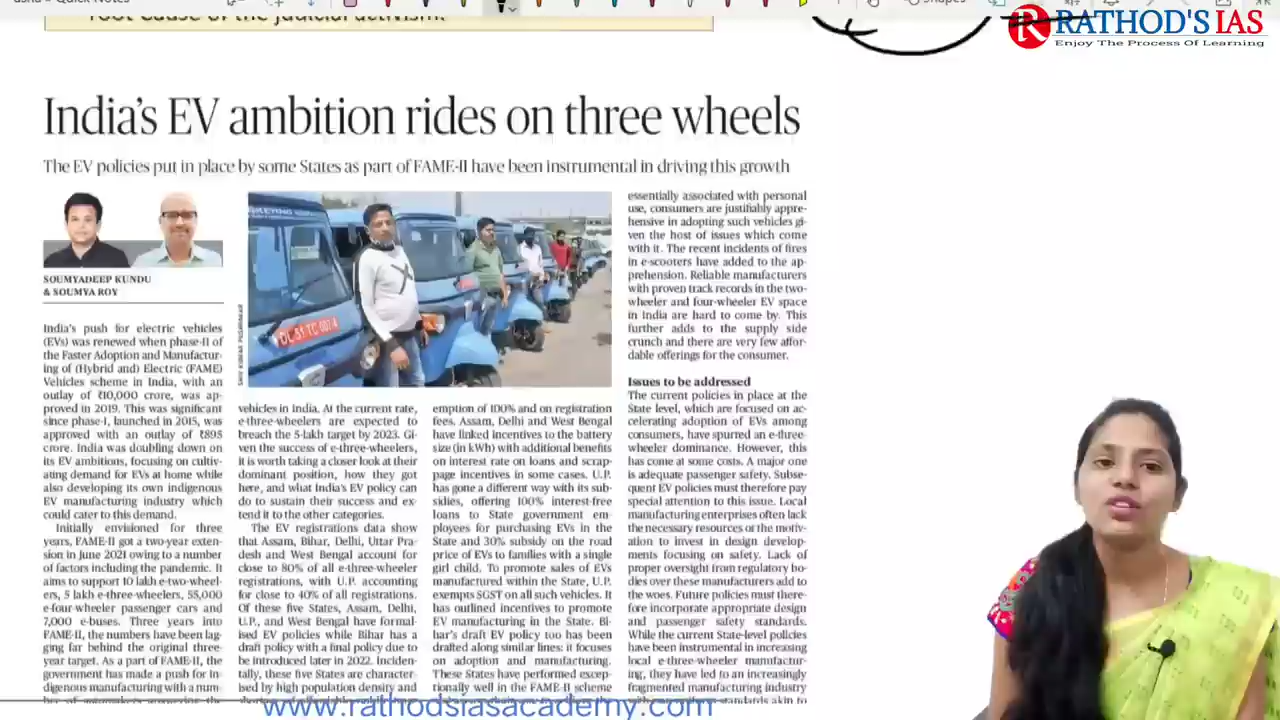 asha – Quick Notes
Shapes
root cause of the judicial activism.
RATHOD'S IAS
Enjoy The Process Of Learning
India's EV ambition rides on three wheels
The EV policies put in place by some States as part of FAME-II have been instrumental in driving this growth
SOUMYADEEP KUNDU
& SOUMYA ROY
India's push for electric vehicles
(EVs) was renewed when phase-II of
the Faster Adoption and Manufactur-
ing of (Hybrid and) Electric (FAME)
Vehicles scheme in India, with an
outlay of ₹10,000 crore, was ap-
proved in 2019. This was significant
since phase-I, launched in 2015, was
approved with an outlay of ₹895
crore. India was doubling down on
its EV ambitions, focusing on cultiv-
ating demand for EVs at home while
also developing its own indigenous
EV manufacturing industry which
could cater to this demand.
Initially envisioned for three
years, FAME-II got a two-year exten-
sion in June 2021 owing to a number
of factors including the pandemic. It
aims to support 10 lakh e-two-wheel-
ers, 5 lakh e-three-wheelers, 55,000
e-four-wheeler passenger cars and
7,000 e-buses. Three years into
FAME-II, the numbers have been lag-
ging far behind the original three-
year target. As a part of FAME-II, the
government has made a push for in-
digenous manufacturing with a num-
DL 51 TC 0074
vehicles in India. At the current rate,
e-three-wheelers are expected to
breach the 5-lakh target by 2023. Gi-
ven the success of e-three-wheelers,
it is worth taking a closer look at their
dominant position, how they got
here, and what India's EV policy can
do to sustain their success and ex-
tend it to the other categories.
The EV registrations data show
that Assam, Bihar, Delhi, Uttar Pra-
desh and West Bengal account for
close to 80% of all e-three-wheeler
registrations, with U.P. accounting
for close to 40% of all registrations.
Of these five States, Assam, Delhi,
U.P., and West Bengal have formal-
ised EV policies while Bihar has a
draft policy with a final policy due to
be introduced later in 2022. Inciden-
tally, these five States are character-
ised by high population density and
emption of 100% and on registration
fees. Assam, Delhi and West Bengal
have linked incentives to the battery
size (in kWh) with additional benefits
on interest rate on loans and scrap-
page incentives in some cases. U.P.
has gone a different way with its sub-
sidies, offering 100% interest-free
loans to State government em-
ployees for purchasing EVs in the
State and 30% subsidy on the road
price of EVs to families with a single
girl child. To promote sales of EVs
manufactured within the State, U.P.
exempts SGST on all such vehicles. It
has outlined incentives to promote
EV manufacturing in the State. Bi-
har's draft EV policy too has been
drafted along similar lines: it focuses
on adoption and manufacturing.
These States have performed excep-
tionally well in the FAME-II scheme
essentially associated with personal
use, consumers are justifiably appre-
hensive in adopting such vehicles gi-
ven the host of issues which come
with it. The recent incidents of fires
in e-scooters have added to the ap-
prehension. Reliable manufacturers
with proven track records in the two-
wheeler and four-wheeler EV space
in India are hard to come by. This
further adds to the supply side
crunch and there are very few affor-
dable offerings for the consumer.
Issues to be addressed
The current policies in place at the
State level, which are focused on ac-
celerating adoption of EVs among
consumers, have spurred an e-three-
wheeler dominance. However, this
has come at some costs. A major one
is adequate passenger safety. Subse-
quent EV policies must therefore pay
special attention to this issue. Local
manufacturing enterprises often lack
the necessary resources or the motiv-
ation to invest in design develop-
ments focusing on safety. Lack of
proper oversight from regulatory bo-
dies over these manufacturers add to
the woes. Future policies must there-
fore incorporate appropriate design
and passenger safety standards.
While the current State-level policies
have been instrumental in increasing
local e-three-wheeler manufactur-
ing, they have led to an increasingly
fragmented manufacturing industry
standards akin to
www.rathodsiasacademy.com